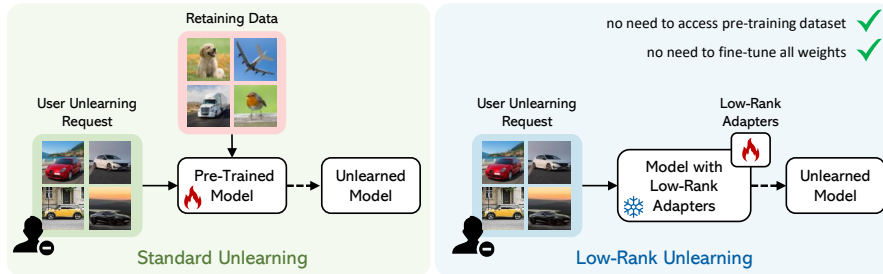 Retaining Data
User Unlearning
Request
Pre-Trained
Model
Unlearned
Model
Standard Unlearning
no need to access pre-training dataset
no need to fine-tune all weights
User Unlearning
Request
Low-Rank
Adapters
Model with
Low-Rank
Adapters
Unlearned
Model
Low-Rank Unlearning